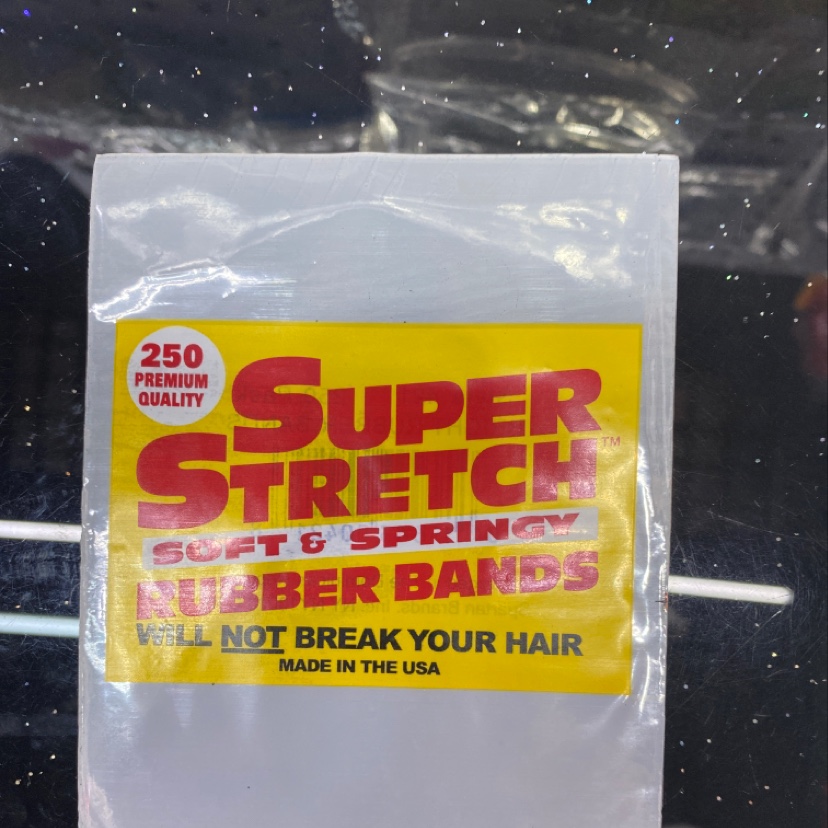 250
PREMIUM
QUALITY
SUPER
STRETCH™
SOFT & SPRINGY
RUBBER BANDS
WILL NOT BREAK YOUR HAIR
MADE IN THE USA